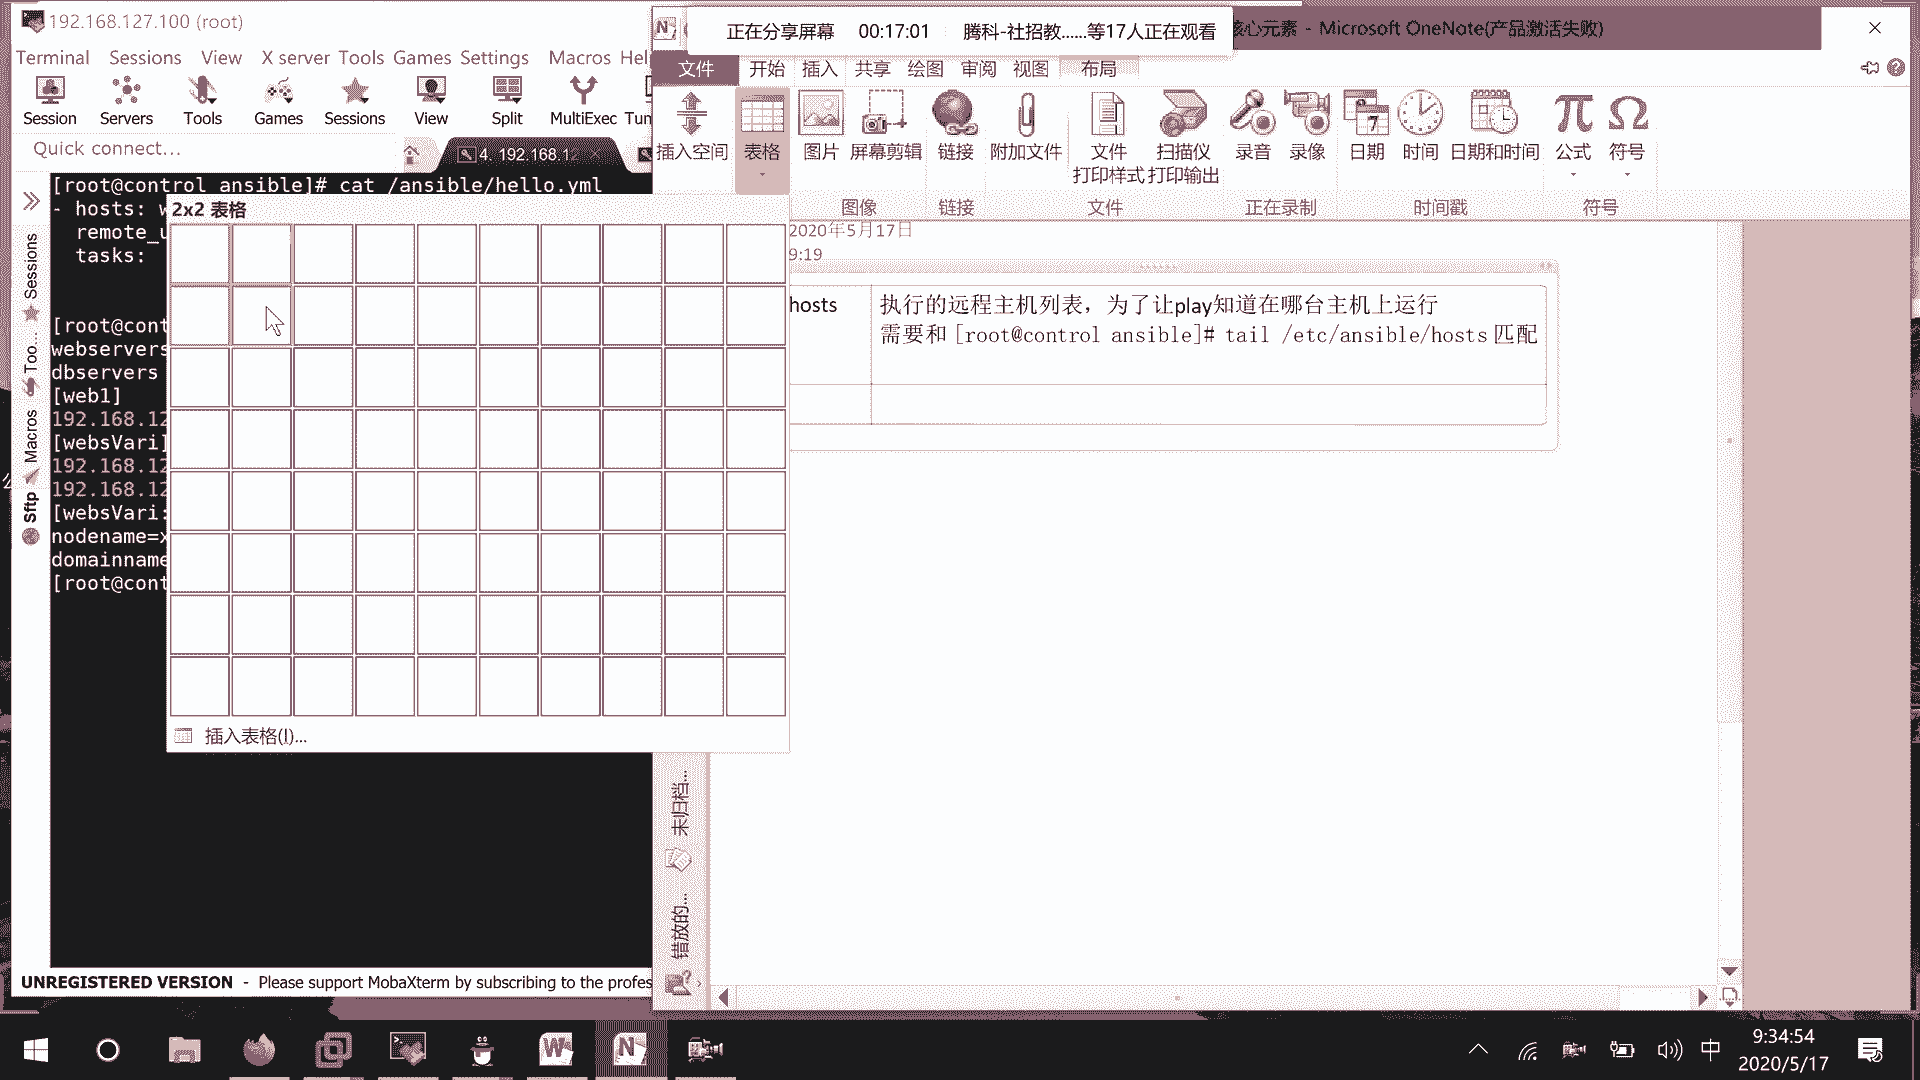 192.168.127.100 (root)
Terminal Sessions View X server Tools Games Settings Macros Hel
Session Servers Tools Games Sessions View Split MultiExec Tun
Quick connect...
4. 192.168.12
[root@control ansible]# cat /ansible/hello.yml
- hosts: w
remote_u
tasks:
[root@cont
webservers
dbservers
[web1]
192.168.12
[websVari]
192.168.12
192.168.12
[websVari:
nodename=x
domainname
[root@cont
Sessions
Too...
Macros
Sftp
UNREGISTERED VERSION - Please support MobaXterm by subscribing to the profes
正在分享屏幕 00:17:01 腾科-社招教......等17人正在观看
核心元素 - Microsoft OneNote(产品激活失败)
文件 开始 插入 共享 绘图 审阅 视图 布局
插入空间 表格 图片 屏幕剪辑 链接 附加文件 文件打印样式 扫描仪打印输出 录音 录像 日期 时间 日期和时间 公式 符号
图像 链接 文件 正在录制 时间戳 符号
2x2 表格
插入表格(I)...
2020年5月17日
9:19
hosts
执行的远程主机列表，为了让play知道在哪台主机上运行
需要和 [root@control ansible]# tail /etc/ansible/hosts 匹配
未归档...
错放的...
中
9:34:54
2020/5/17